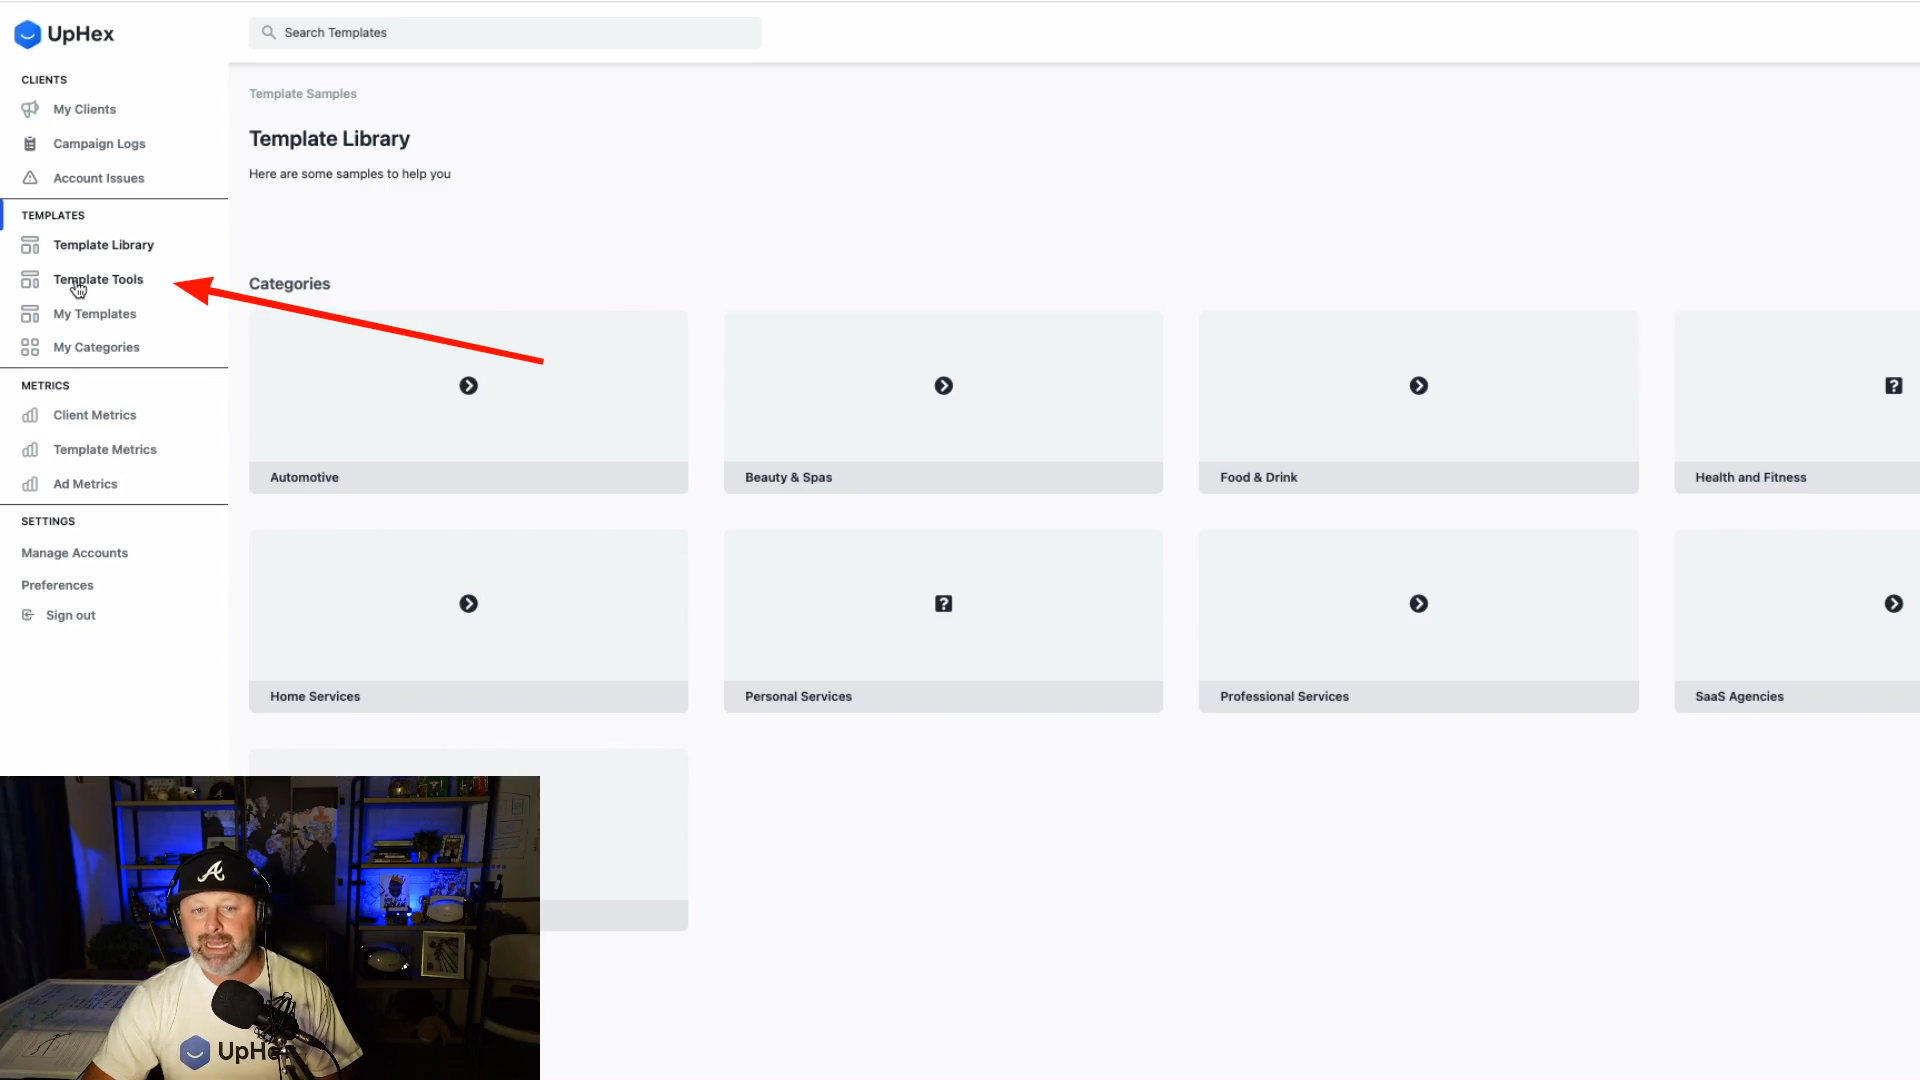 UpHex
Search Templates
CLIENTS
My Clients
Campaign Logs
Account Issues
TEMPLATES
Template Library
Template Tools
My Templates
My Categories
METRICS
Client Metrics
Template Metrics
Ad Metrics
SETTINGS
Manage Accounts
Preferences
Sign out
Template Samples
Template Library
Here are some samples to help you
Categories
Automotive
Beauty & Spas
Food & Drink
Health and Fitness
Home Services
Personal Services
Professional Services
SaaS Agencies
A
UpHe